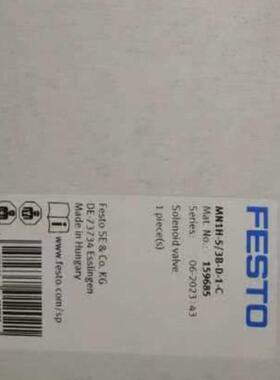 FESTO
MN1H-5/3B-D-1-C
Mat. No.: 159685
Series: 06-2023:43
Solenoid valve
1 piece(s)
Festo SE & Co. KG
DE-73734 Esslingen
Made in Hungary
www.festo.com/sp